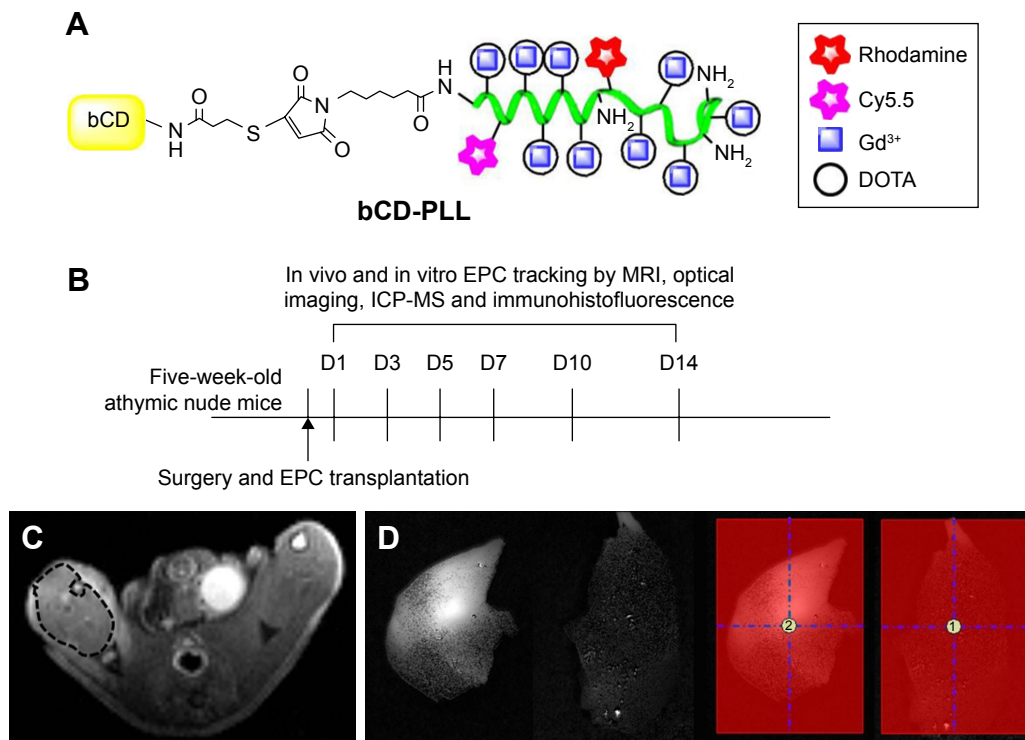 A
bCD
N
H
O
S
O
N
O
O
H
N
NH2
NH2
NH2
Rhodamine
Cy5.5
Gd3+
DOTA
bCD-PLL
B
In vivo and in vitro EPC tracking by MRI, optical
imaging, ICP-MS and immunohistofluorescence
D1 D3 D5 D7 D10 D14
Five-week-old
athymic nude mice
Surgery and EPC transplantation
C
D
2
1